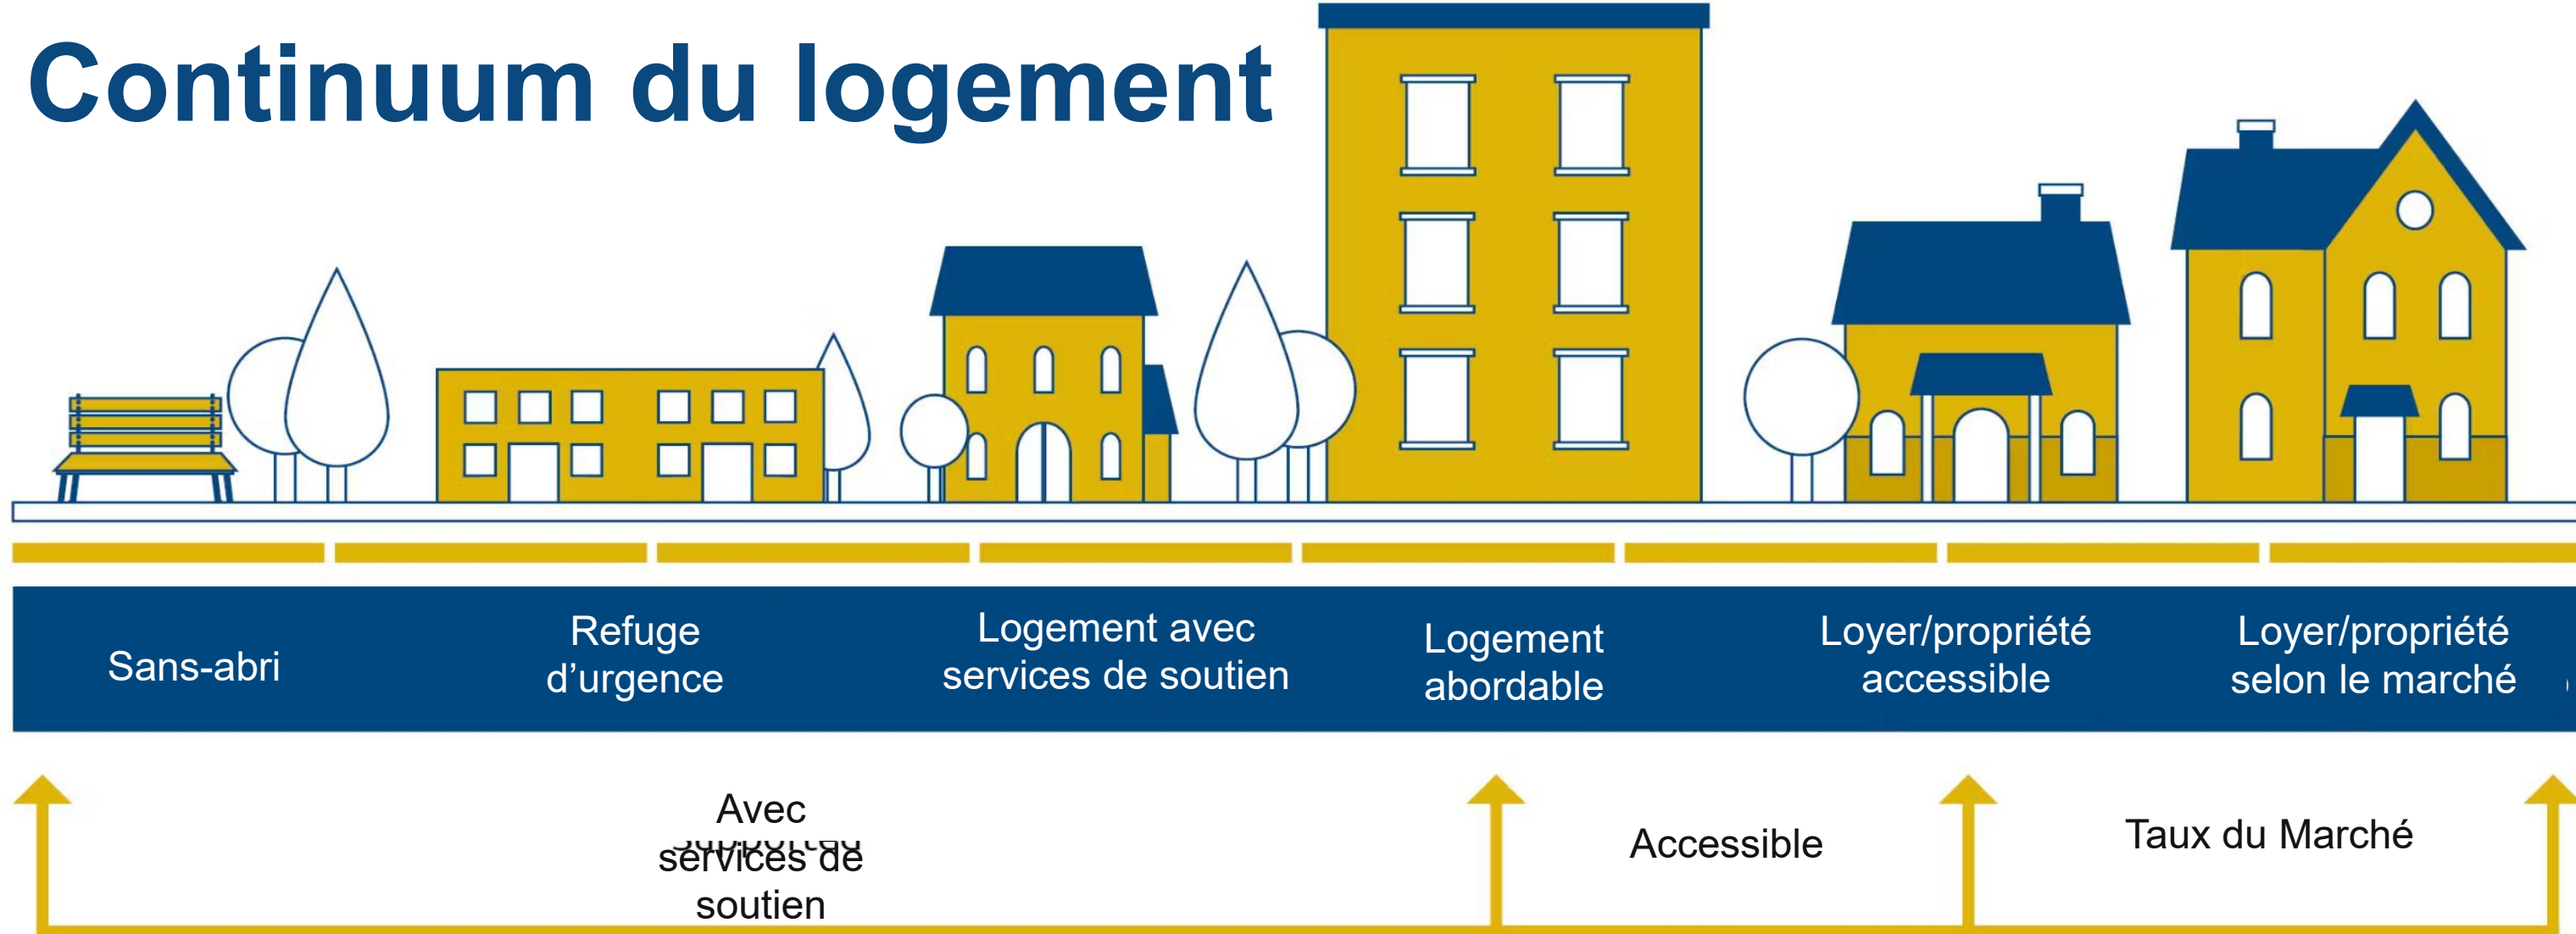 Continuum du logement
Sans-abri
Refuge
d’urgence
Logement avec
services de soutien
Logement
abordable
Loyer/propriété
accessible
Loyer/propriété
selon le marché
Avec
services de
soutien
Accessible
Taux du Marché